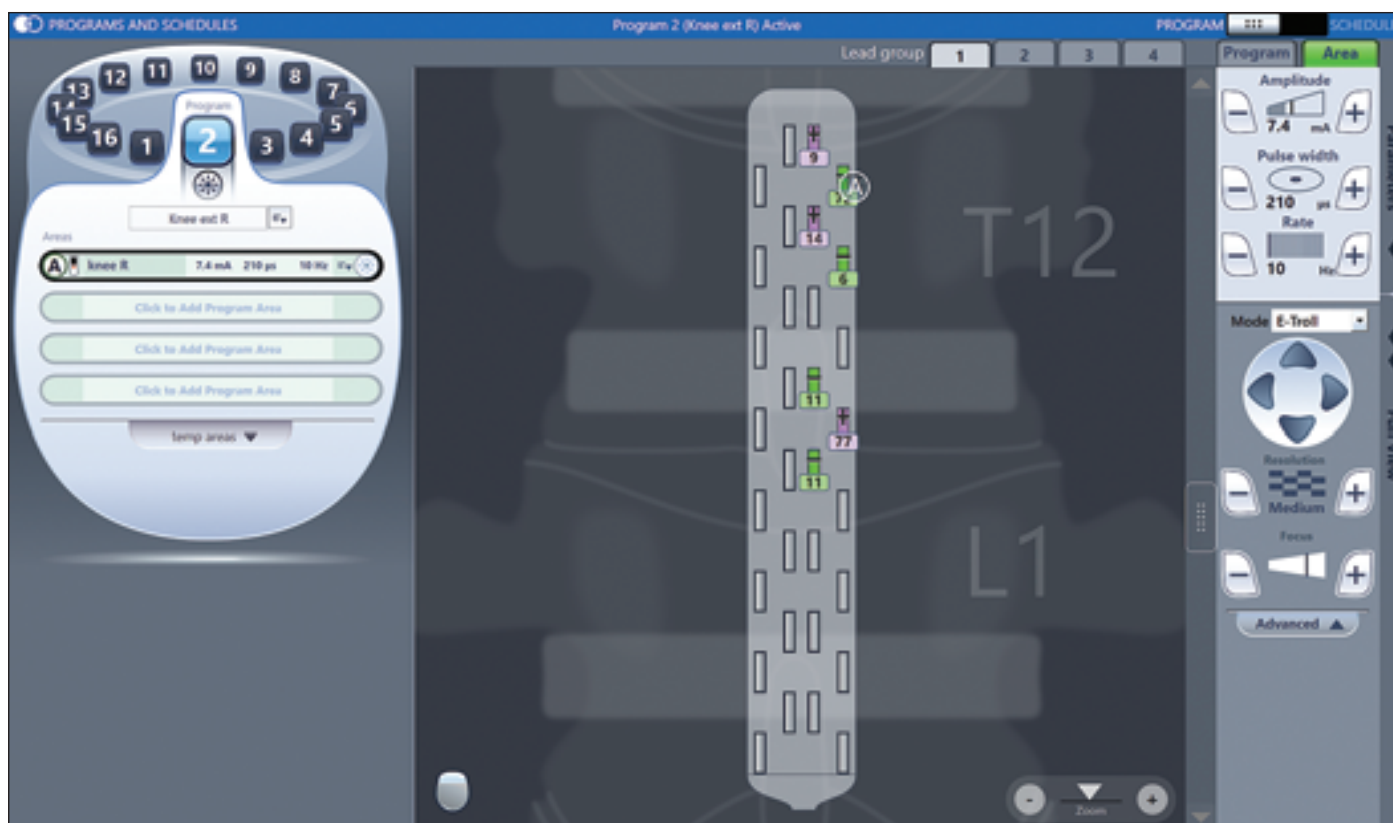 PROGRAMS AND SCHEDULES
Program 2 (Knee ext R) Active
PROGRAM
SCHEDUL
Lead group 1 2 3 4
Program Area
16 1 2 3 4 5 6 7 8 9 10 11 12 13 14 15
Program
Knee ext R
Areas
A knee R 7.4 mA 210 µs 10 Hz
Click to Add Program Area
Click to Add Program Area
Click to Add Program Area
temp areas
+ 9
A
+ 14
6
11
+ 77
11
T12
L1
- Zoom +
Amplitude
- 7.4 mA +
Pulse width
- 210 µs +
Rate
- 10 Hz +
Mode E-Troll
Resolution
- Medium +
Focus
- +
Advanced